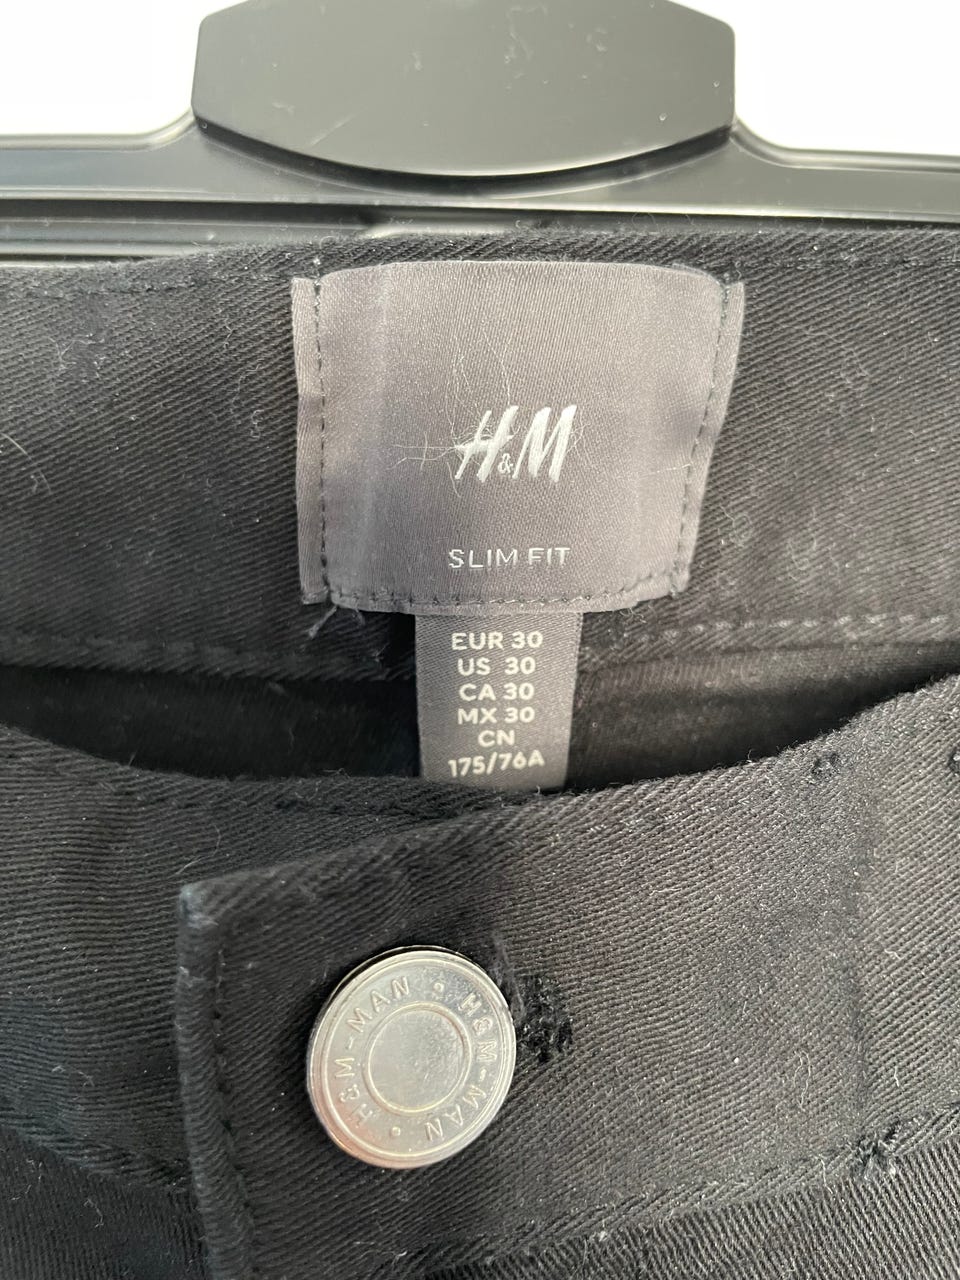 H&M
SLIM FIT
EUR 30
US 30
CA 30
MX 30
CN
175/76A
H&M-MAN • H&M-MAN •